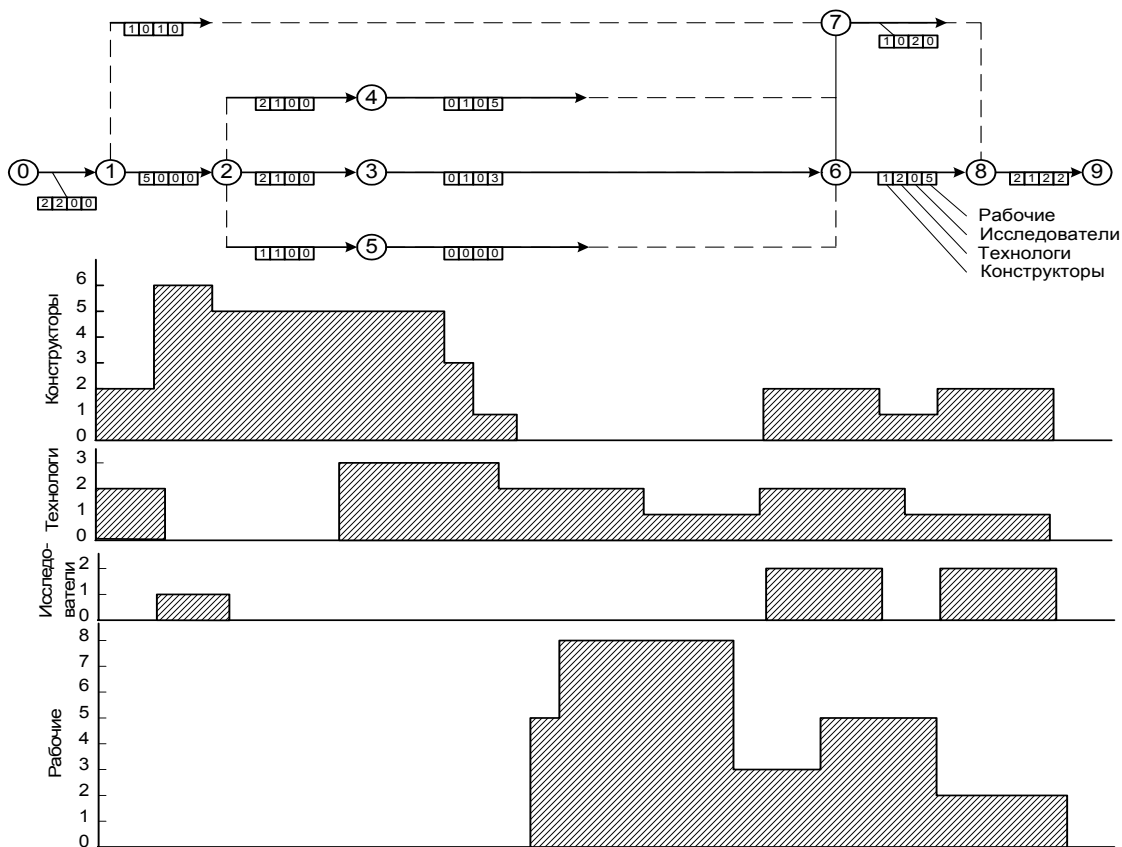 7
1 0 1 0
1 0 2 0
4
2 1 0 0
0 1 0 5
0
1
2
3
6
8
9
5 0 0 0
2 1 0 0
0 1 0 3
1 2 0 5
2 1 2 2
2 2 0 0
Рабочие
Исследователи
Технологи
Конструкторы
5
1 1 0 0
0 0 0 0
Конструкторы
6
5
4
3
2
1
0
Технологи
3
2
1
0
Исследо-
ватели
2
1
0
Рабочие
8
7
6
5
4
3
2
1
0